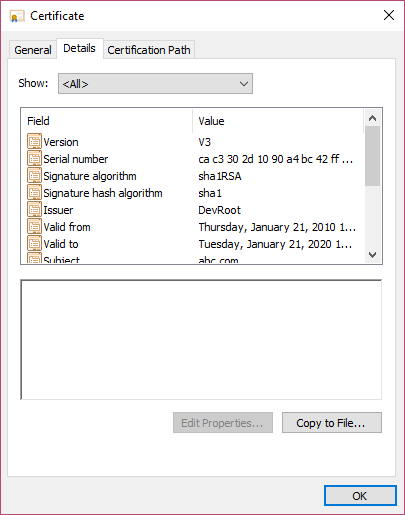 Certificate
General Details Certification Path
Show: <All>
Field Value
Version V3
Serial number ca c3 30 2d 10 90 a4 bc 42 ff ...
Signature algorithm sha1RSA
Signature hash algorithm sha1
Issuer DevRoot
Valid from Thursday, January 21, 2010 1...
Valid to Tuesday, January 21, 2020 1...
Subject abc.com
Edit Properties... Copy to File...
OK